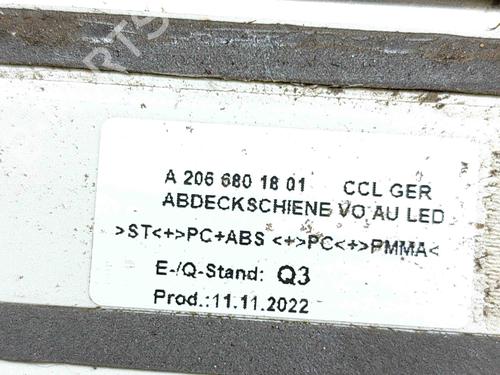 A 206 680 18 01 CCL GER
ABDECKSCHIENE VO AU LED
>ST<+>PC+ABS <+>PC<+>PMMA<
E-/Q-Stand: Q3
Prod.:11.11.2022